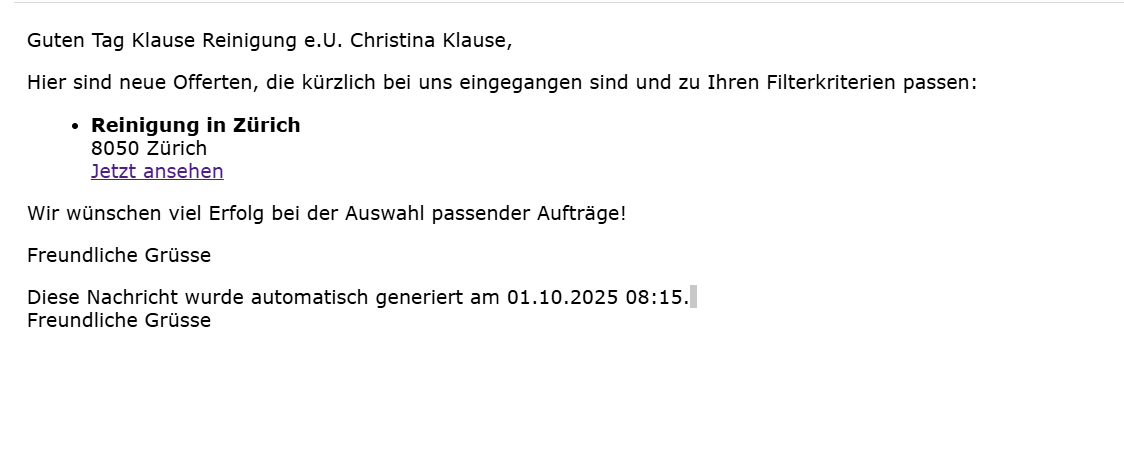 Guten Tag Klause Reinigung e.U. Christina Klause,
Hier sind neue Offerten, die kürzlich bei uns eingegangen sind und zu Ihren Filterkriterien passen:
• Reinigung in Zürich
8050 Zürich
Jetzt ansehen
Wir wünschen viel Erfolg bei der Auswahl passender Aufträge!
Freundliche Grüsse
Diese Nachricht wurde automatisch generiert am 01.10.2025 08:15.
Freundliche Grüsse